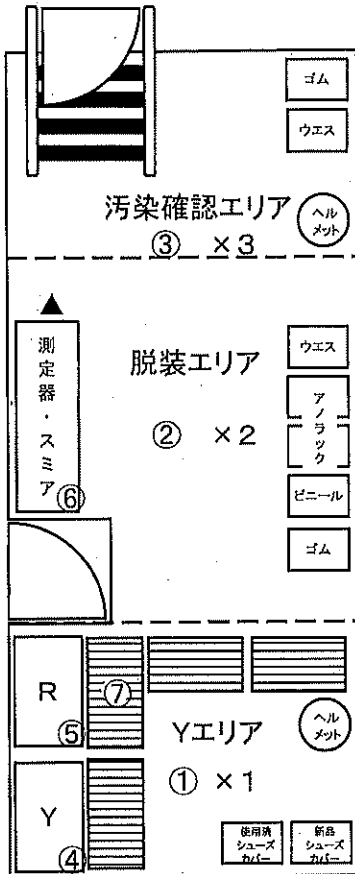 ゴム
ウエス
汚染確認エリア
ヘル
メット
③ ×3
▲
測定器・スミア
⑥
脱装エリア
② ×2
ウエス
アノラック
ビニール
ゴム
R
⑤
⑦
Yエリア
ヘル
メット
① ×1
Y
④
使用済
シューズ
カバー
新品
シューズ
カバー